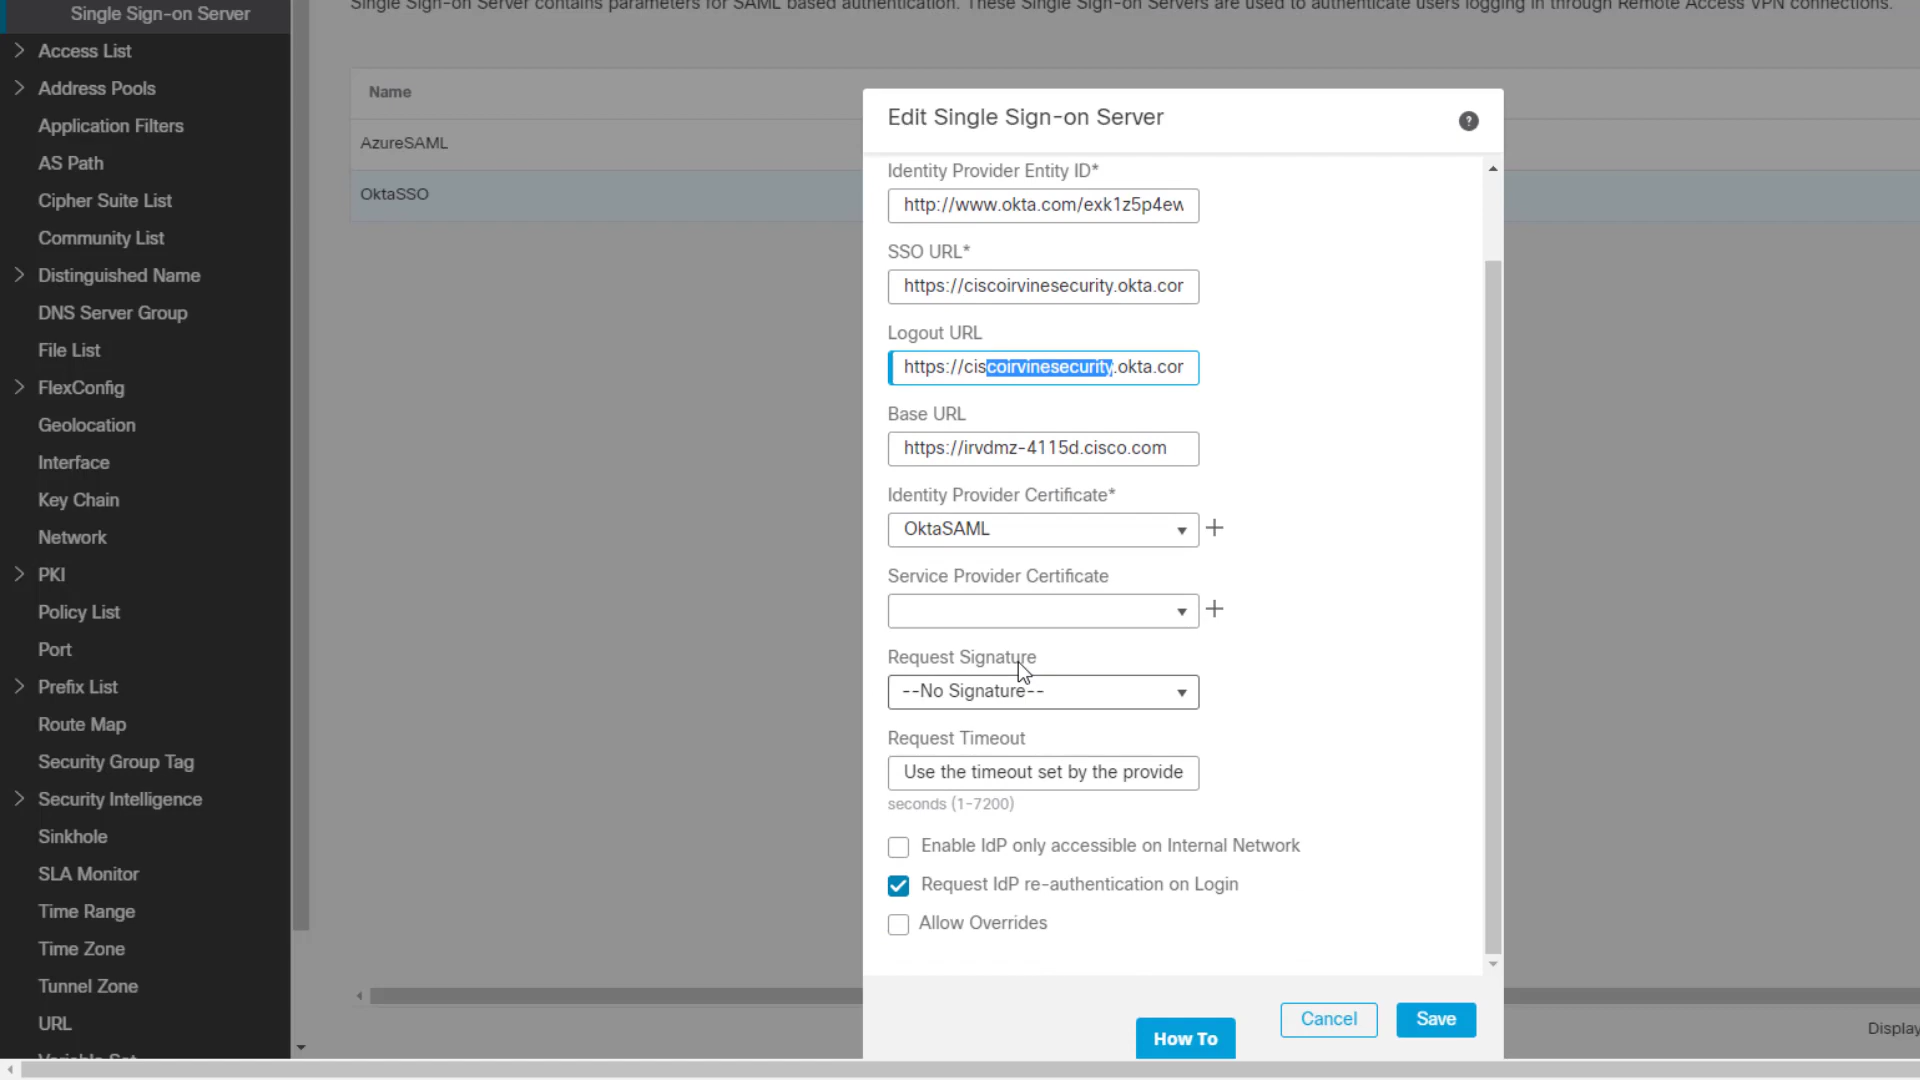 Single Sign-on Server
Access List
Address Pools
Application Filters
AS Path
Cipher Suite List
Community List
Distinguished Name
DNS Server Group
File List
FlexConfig
Geolocation
Interface
Key Chain
Network
PKI
Policy List
Port
Prefix List
Route Map
Security Group Tag
Security Intelligence
Sinkhole
SLA Monitor
Time Range
Time Zone
Tunnel Zone
URL
Variable Set
Single Sign-on Server contains parameters for SAML based authentication. These Single Sign-on Servers are used to authenticate users logging in through Remote Access VPN connections.
Name
AzureSAML
OktaSSO
Edit Single Sign-on Server
?
Identity Provider Entity ID*
http://www.okta.com/exk1z5p4ew
SSO URL*
https://ciscoirvinesecurity.okta.cor
Logout URL
https://ciscoirvinesecurity.okta.cor
Base URL
https://irvdmz-4115d.cisco.com
Identity Provider Certificate*
OktaSAML
Service Provider Certificate
Request Signature
--No Signature--
Request Timeout
Use the timeout set by the provide
seconds (1-7200)
Enable IdP only accessible on Internal Network
Request IdP re-authentication on Login
Allow Overrides
How To
Cancel
Save
Display